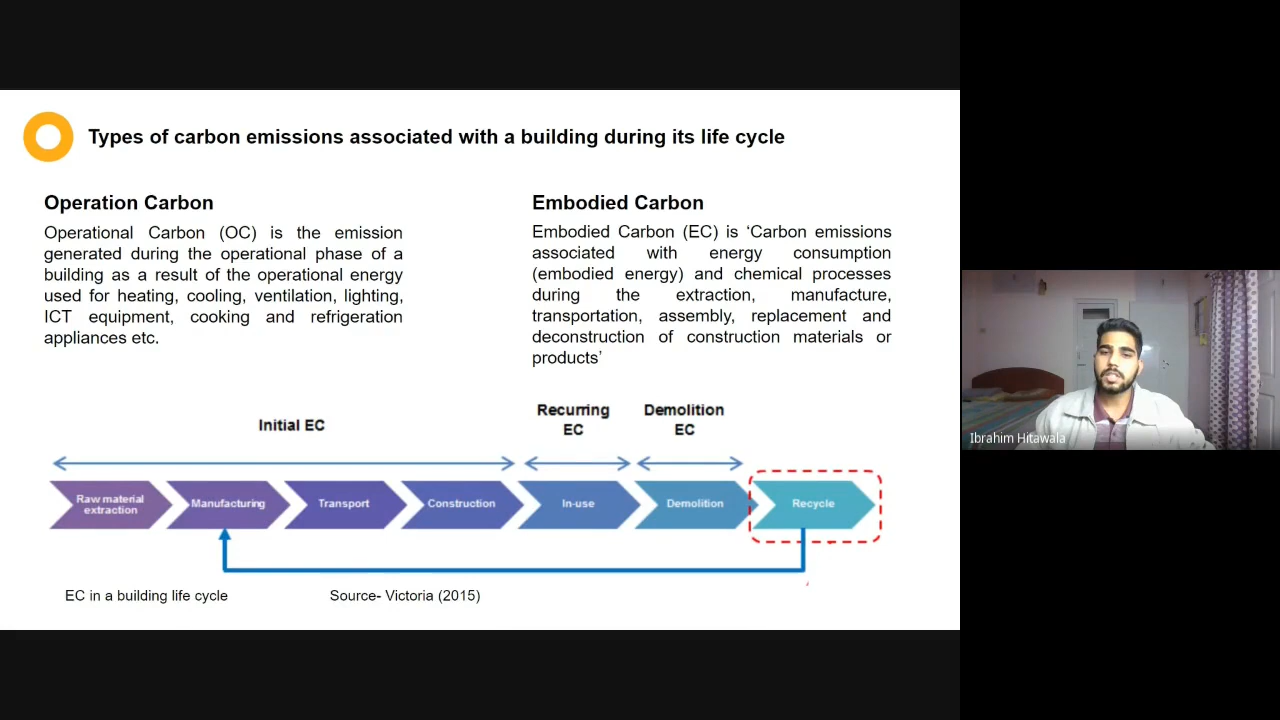 Types of carbon emissions associated with a building during its life cycle
Operation Carbon
Operational Carbon (OC) is the emission
generated during the operational phase of a
building as a result of the operational energy
used for heating, cooling, ventilation, lighting,
ICT equipment, cooking and refrigeration
appliances etc.
Embodied Carbon
Embodied Carbon (EC) is ‘Carbon emissions
associated with energy consumption
(embodied energy) and chemical processes
during the extraction, manufacture,
transportation, assembly, replacement and
deconstruction of construction materials or
products’
Initial EC
Recurring
EC
Demolition
EC
Raw material
extraction
Manufacturing
Transport
Construction
In-use
Demolition
Recycle
EC in a building life cycle
Source- Victoria (2015)
Ibrahim Hitawala